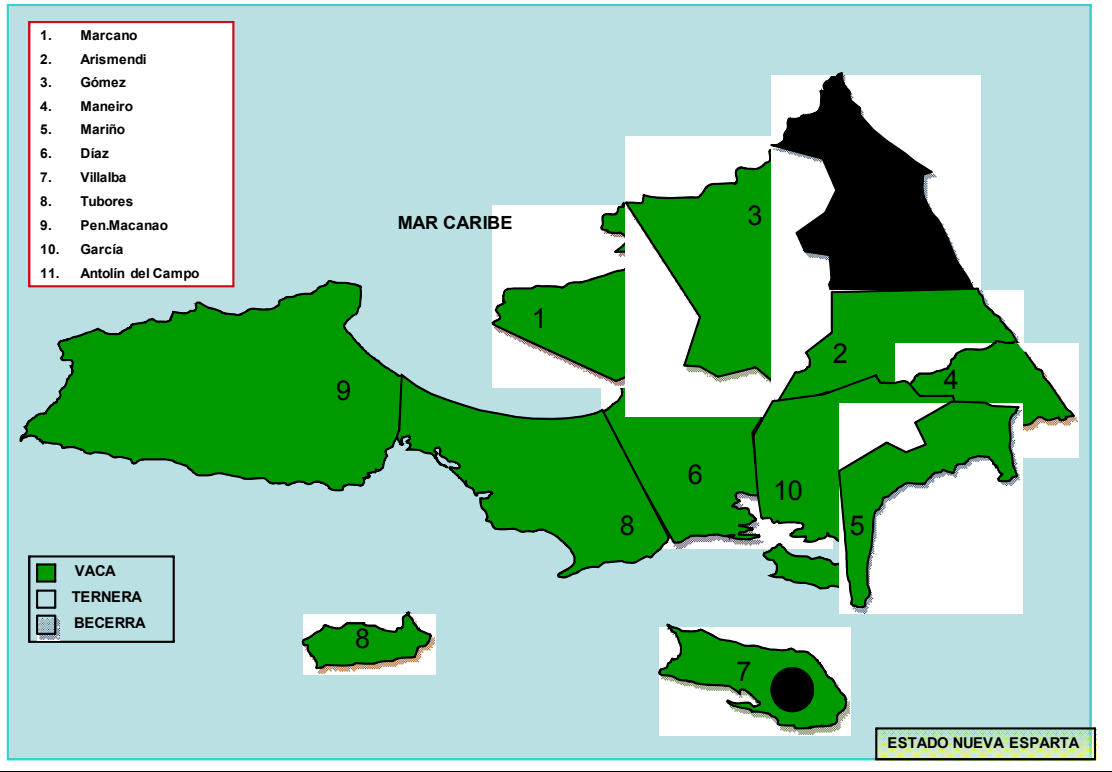 1. Marcano
2. Arismendi
3. Gómez
4. Maneiro
5. Mariño
6. Díaz
7. Villalba
8. Tubores
9. Pen.Macanao
10. García
11. Antolín del Campo
MAR CARIBE
3
1
2
4
9
6
10
8
5
VACA
TERNERA
BECERRA
8
7
ESTADO NUEVA ESPARTA